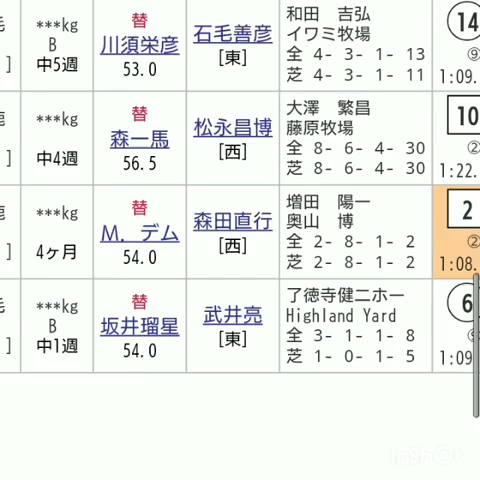 毛 ***kg 替 石毛善彦 和田 吉弘 14
B 川須栄彦 [東] イワミ牧場 ⑨
] 中5週 53.0 全 4- 3- 1- 13
芝 4- 3- 1- 11 1:09.
鹿 ***kg 替 松永昌博 大澤 繁昌 10
森一馬 [西] 藤原牧場 ②
] 中4週 56.5 全 8- 6- 4- 30
芝 8- 6- 4- 30 1:22.
鹿 ***kg 替 森田直行 増田 陽一 2
M. デム [西] 奥山 博 ②
] 4ヶ月 54.0 全 2- 8- 1- 2
芝 2- 8- 1- 2 1:08.
毛 ***kg 替 武井亮 了徳寺健二ホー 6
B 坂井瑠星 [東] Highland Yard
] 中1週 54.0 全 3- 1- 1- 8
芝 1- 0- 1- 5 1:09